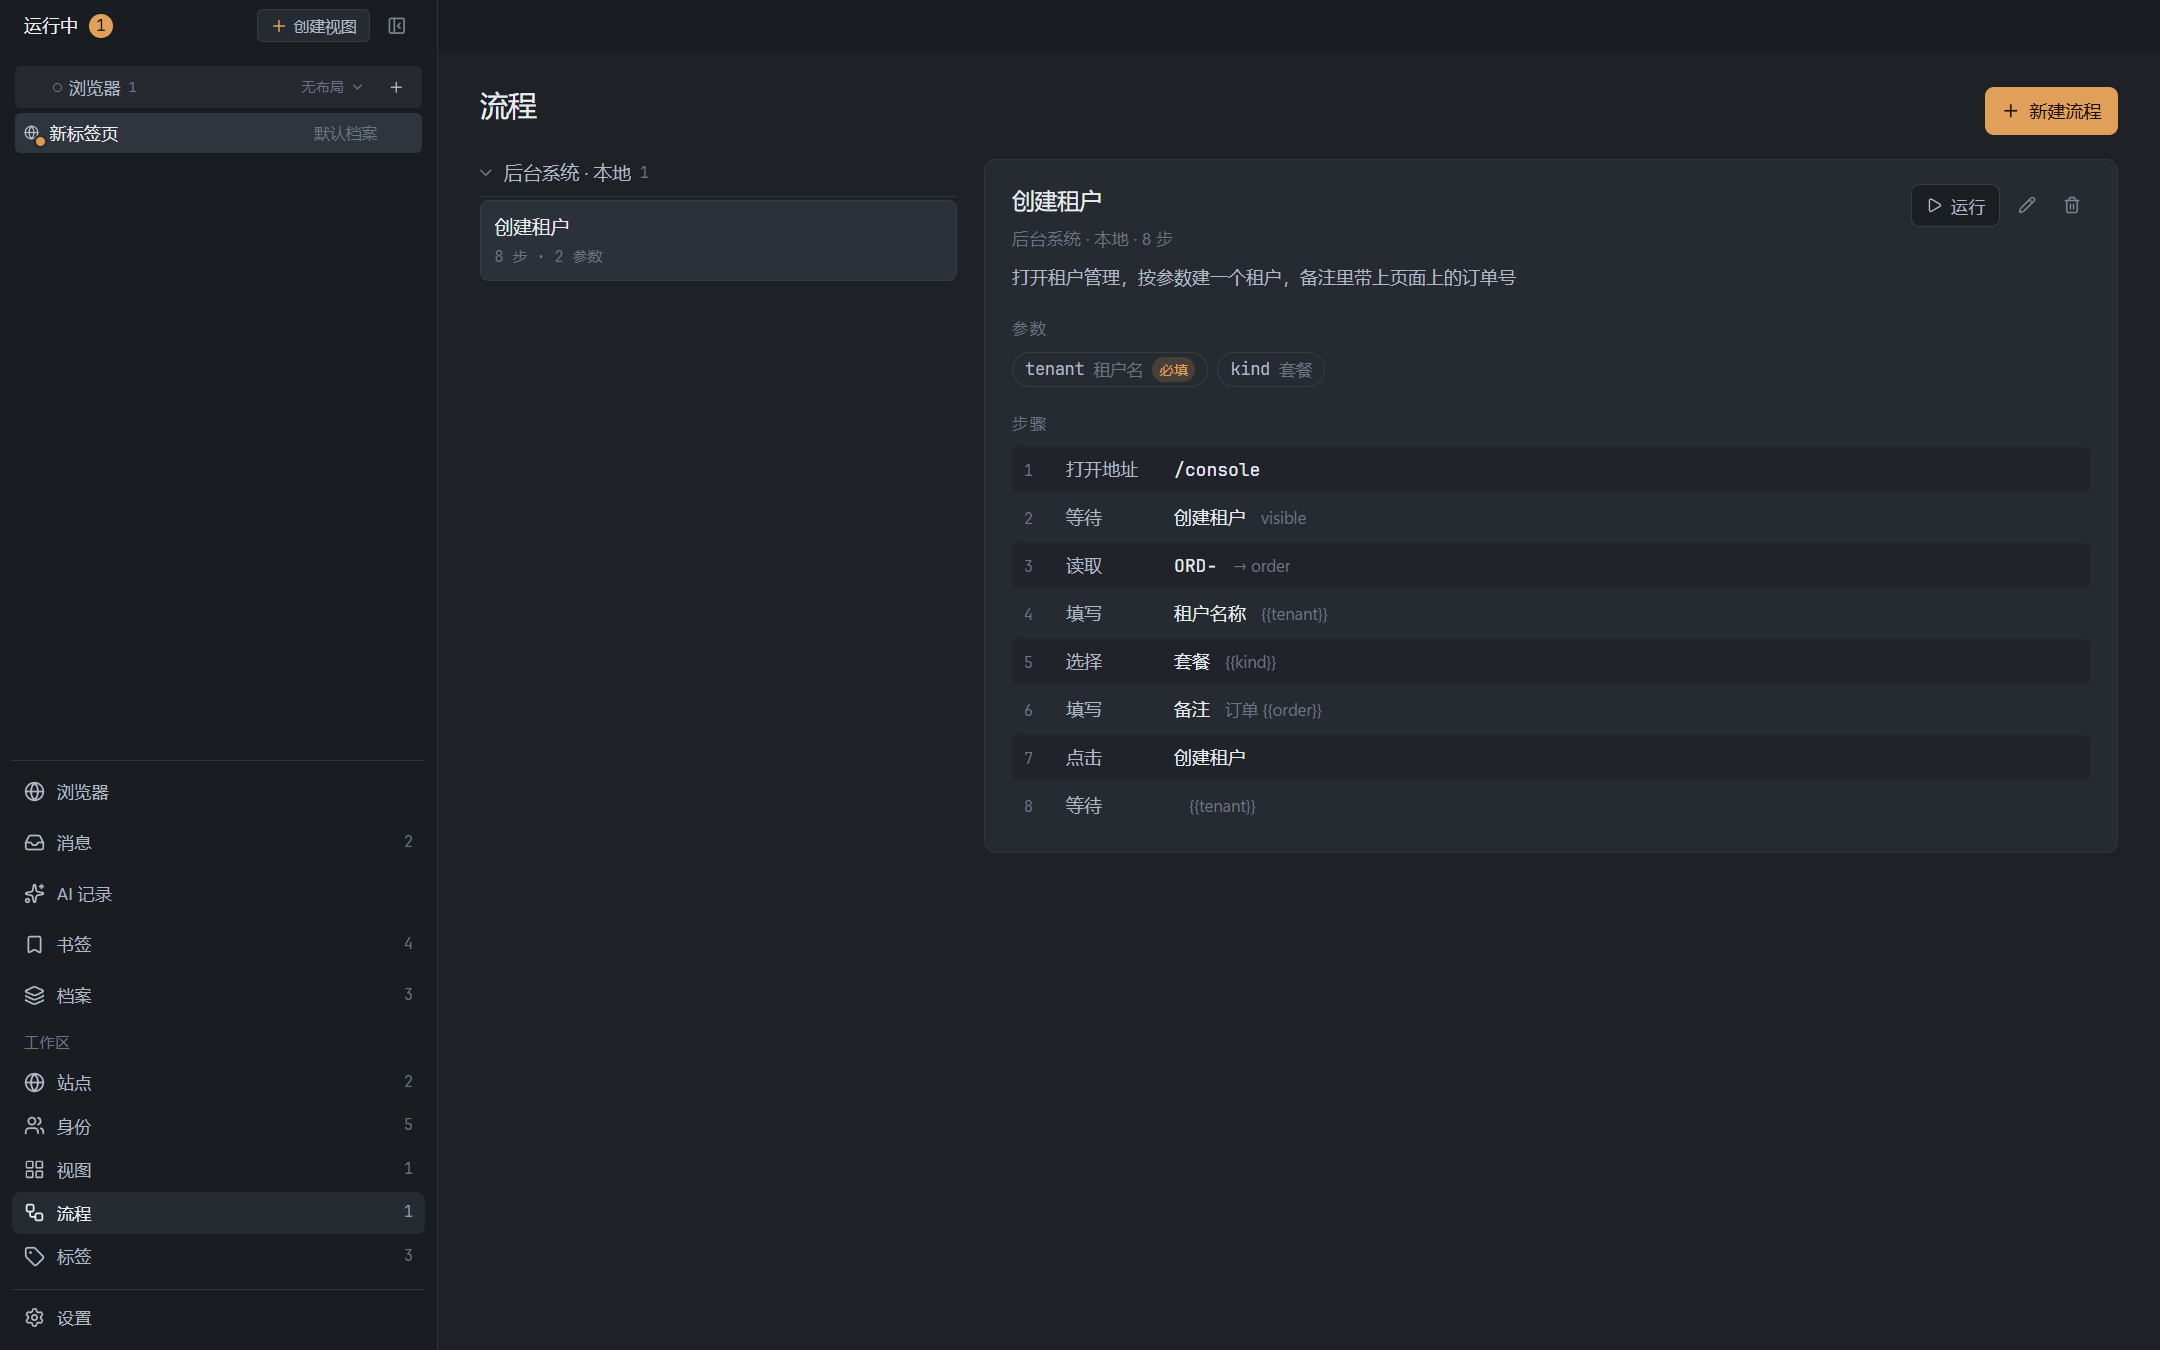 运行中 1 创建视图
浏览器 1 无布局
新标签页 默认档案
浏览器
消息 2
AI 记录
书签 4
档案 3
工作区
站点 2
身份 5
视图 1
流程 1
标签 3
设置
流程
新建流程
后台系统 · 本地 1
创建租户
8 步 · 2 参数
创建租户
运行
后台系统 · 本地 · 8 步
打开租户管理，按参数建一个租户，备注里带上页面上的订单号
参数
tenant 租户名 必填 kind 套餐
步骤
1 打开地址 /console
2 等待 创建租户 visible
3 读取 ORD- → order
4 填写 租户名称 {{tenant}}
5 选择 套餐 {{kind}}
6 填写 备注 订单 {{order}}
7 点击 创建租户
8 等待 {{tenant}}